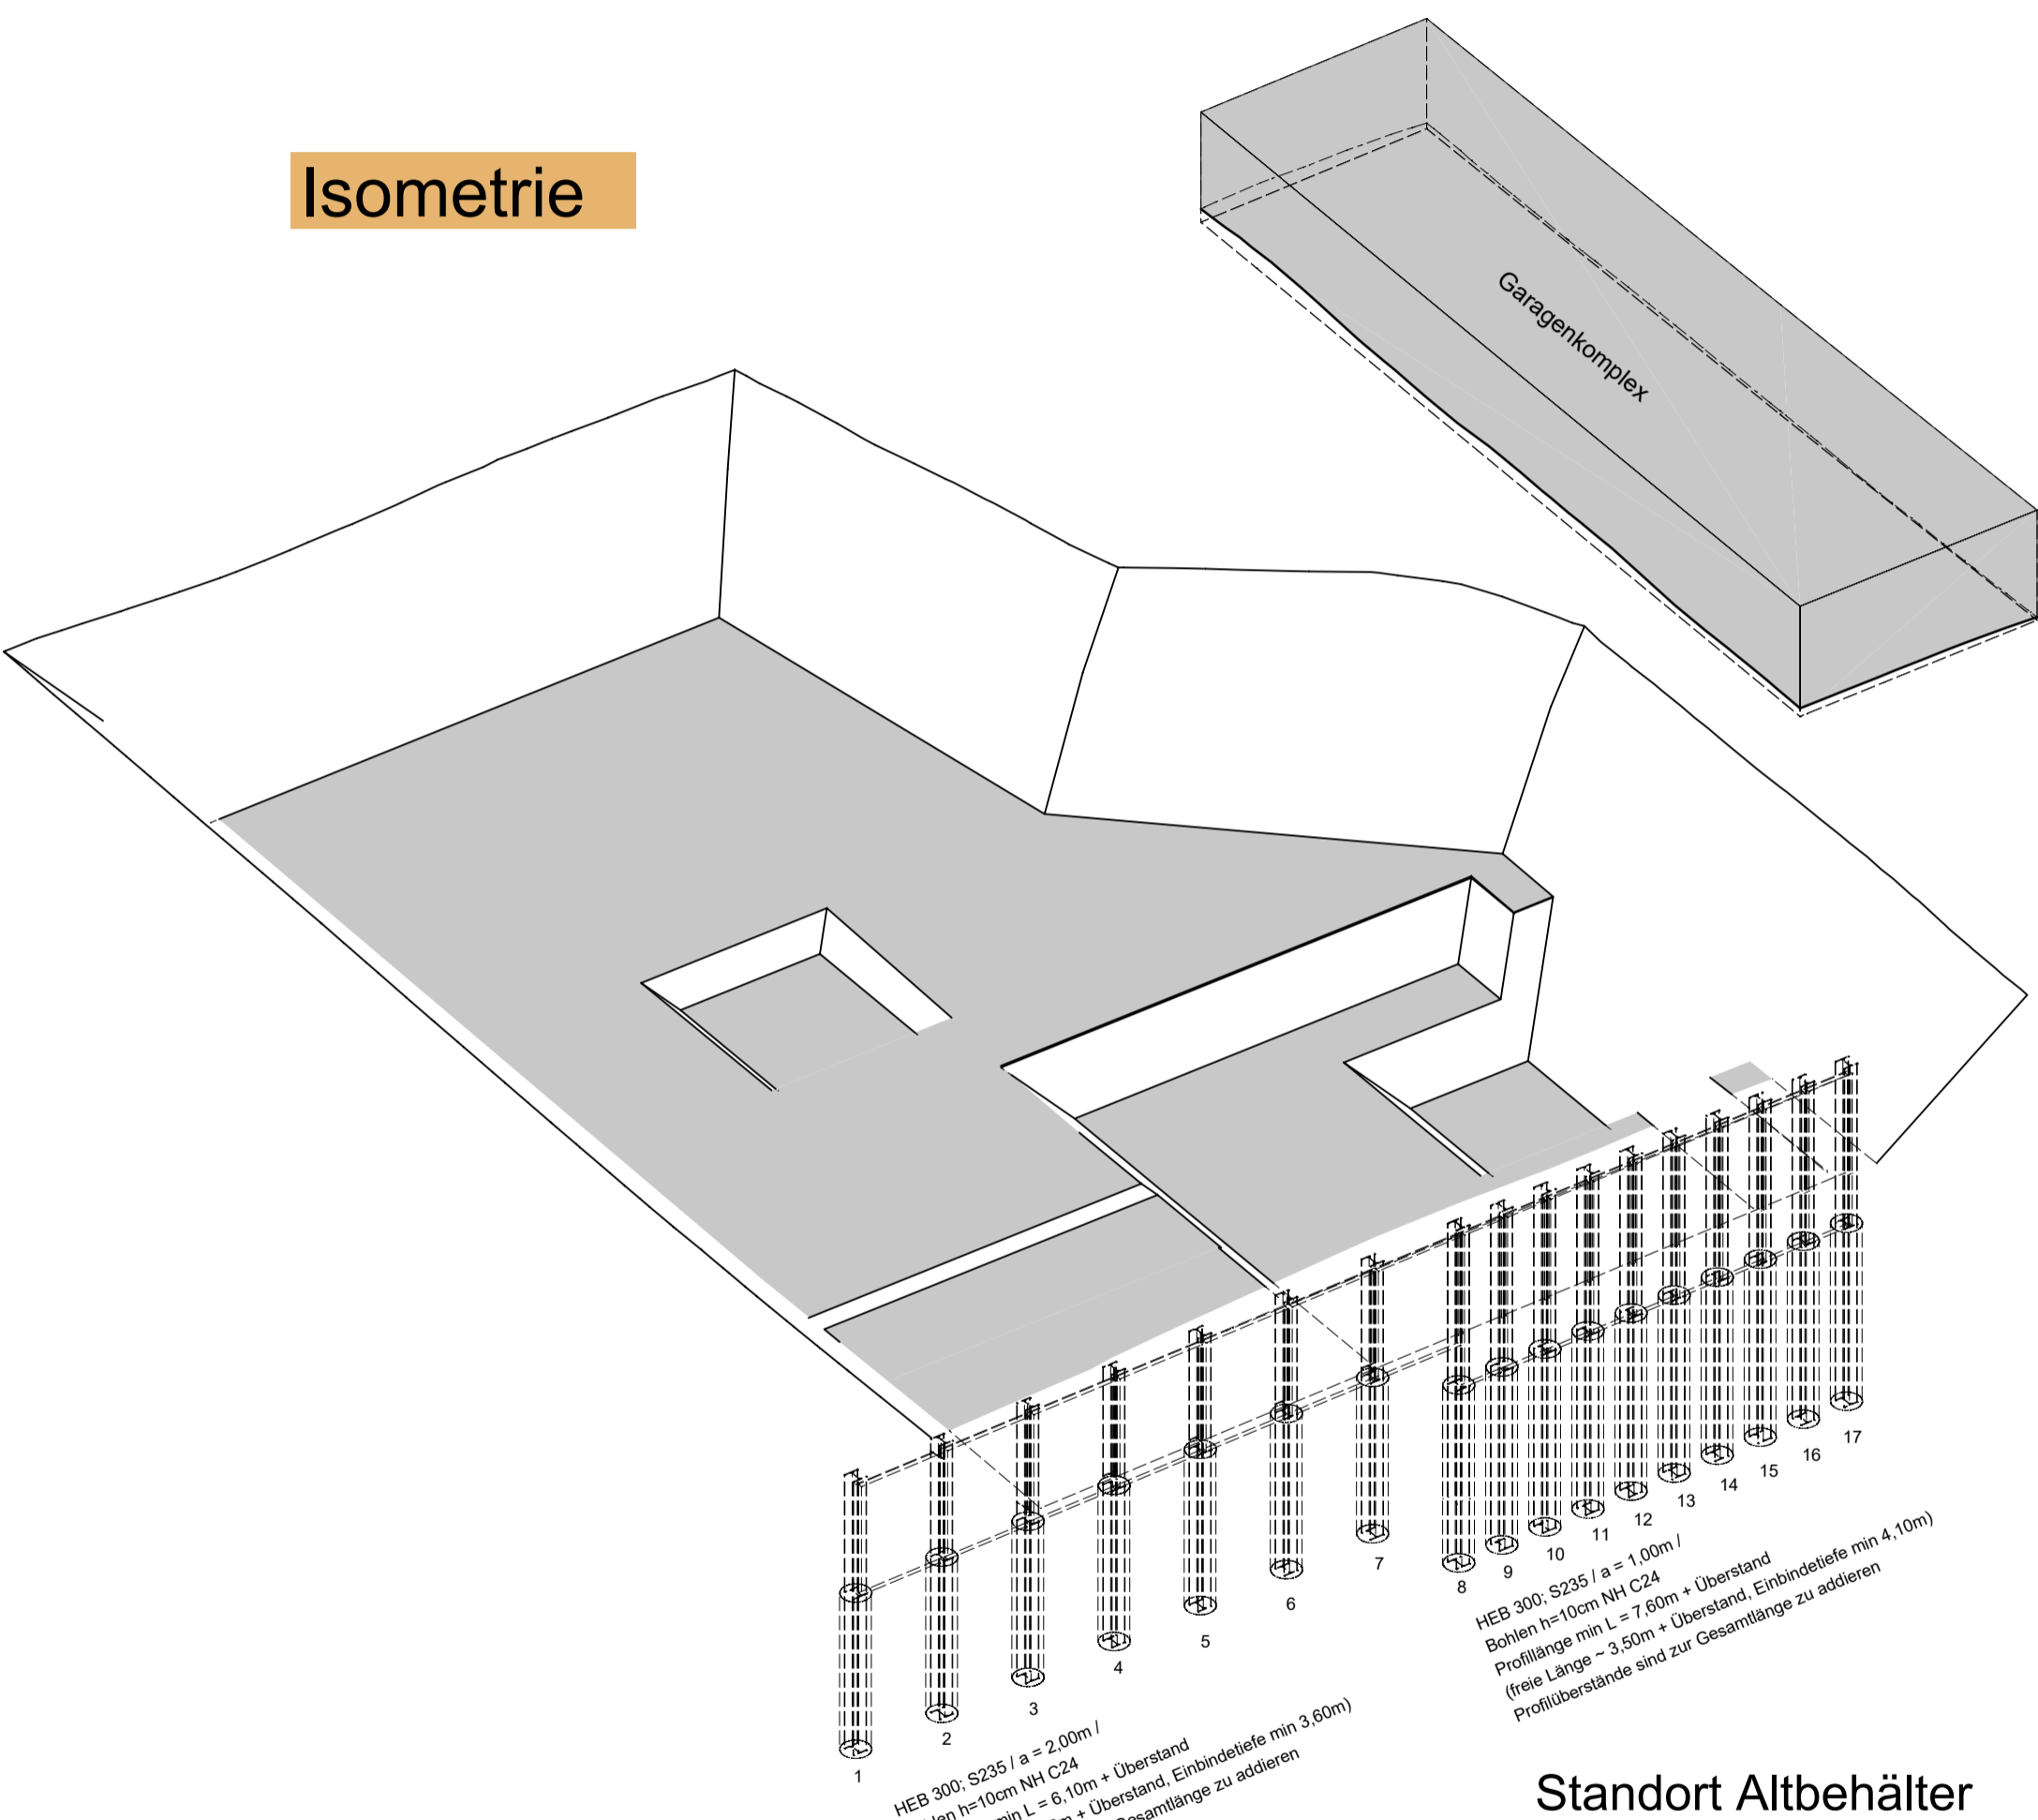 Isometrie
Garagenkomplex
1
2
3
4
5
6
7
8
9
10
11
12
13
14
15
16
17
HEB 300; S235 / a = 1,00m /
Bohlen h=10cm NH C24
Profillänge min L = 7,60m + Überstand
(freie Länge ~ 3,50m + Überstand, Einbindetiefe min 4,10m)
Profilüberstände sind zur Gesamtlänge zu addieren
HEB 300; S235 / a = 2,00m /
h=10cm NH C24
L = 6,10m + Überstand
+ Überstand, Einbindetiefe min 3,60m)
Gesamtlänge zu addieren
Standort Altbehälter